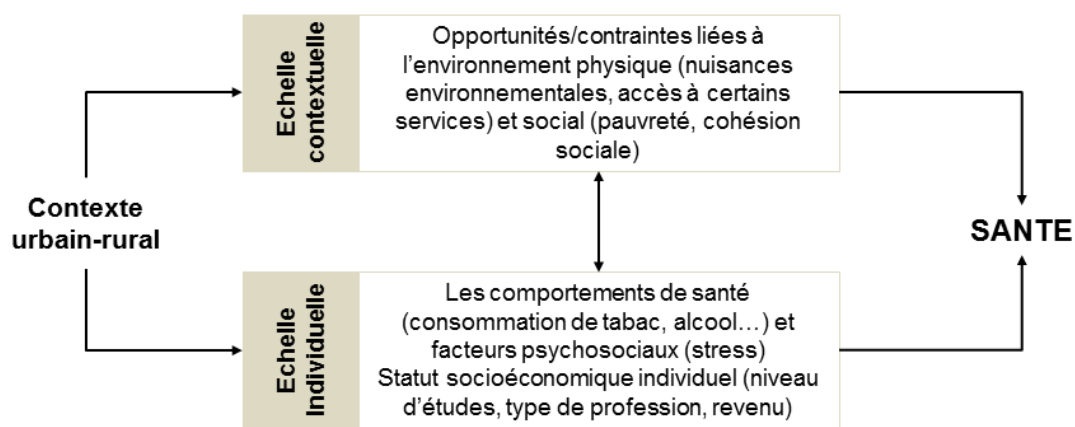 Echelle
contextuelle
Opportunités/contraintes liées à
l'environnement physique (nuisances
environnementales, accès à certains
services) et social (pauvreté, cohésion
sociale)
Contexte
urbain-rural
SANTE
Echelle
Individuelle
Les comportements de santé
(consommation de tabac, alcool…) et
facteurs psychosociaux (stress)
Statut socioéconomique individuel (niveau
d'études, type de profession, revenu)